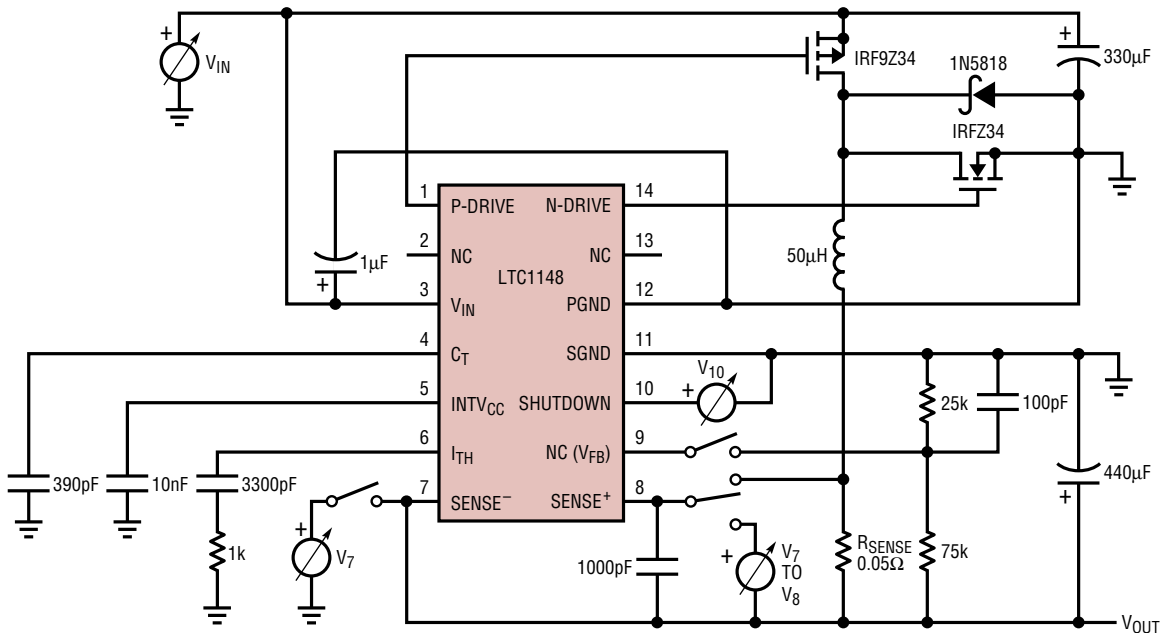 +
V_IN
IRF9Z34
1N5818
+
330µF
IRFZ34
1 P-DRIVE N-DRIVE 14
2 NC NC 13
LTC1148
3 V_IN PGND 12
4 C_T SGND 11
5 INTV_CC SHUTDOWN 10
6 I_TH NC (V_FB) 9
7 SENSE⁻ SENSE⁺ 8
1µF
+
50µH
V_10
+
25k
100pF
390pF
10nF
3300pF
1k
+
V_7
1000pF
+
V_7
TO
V_8
R_SENSE
0.05Ω
75k
440µF
+
V_OUT